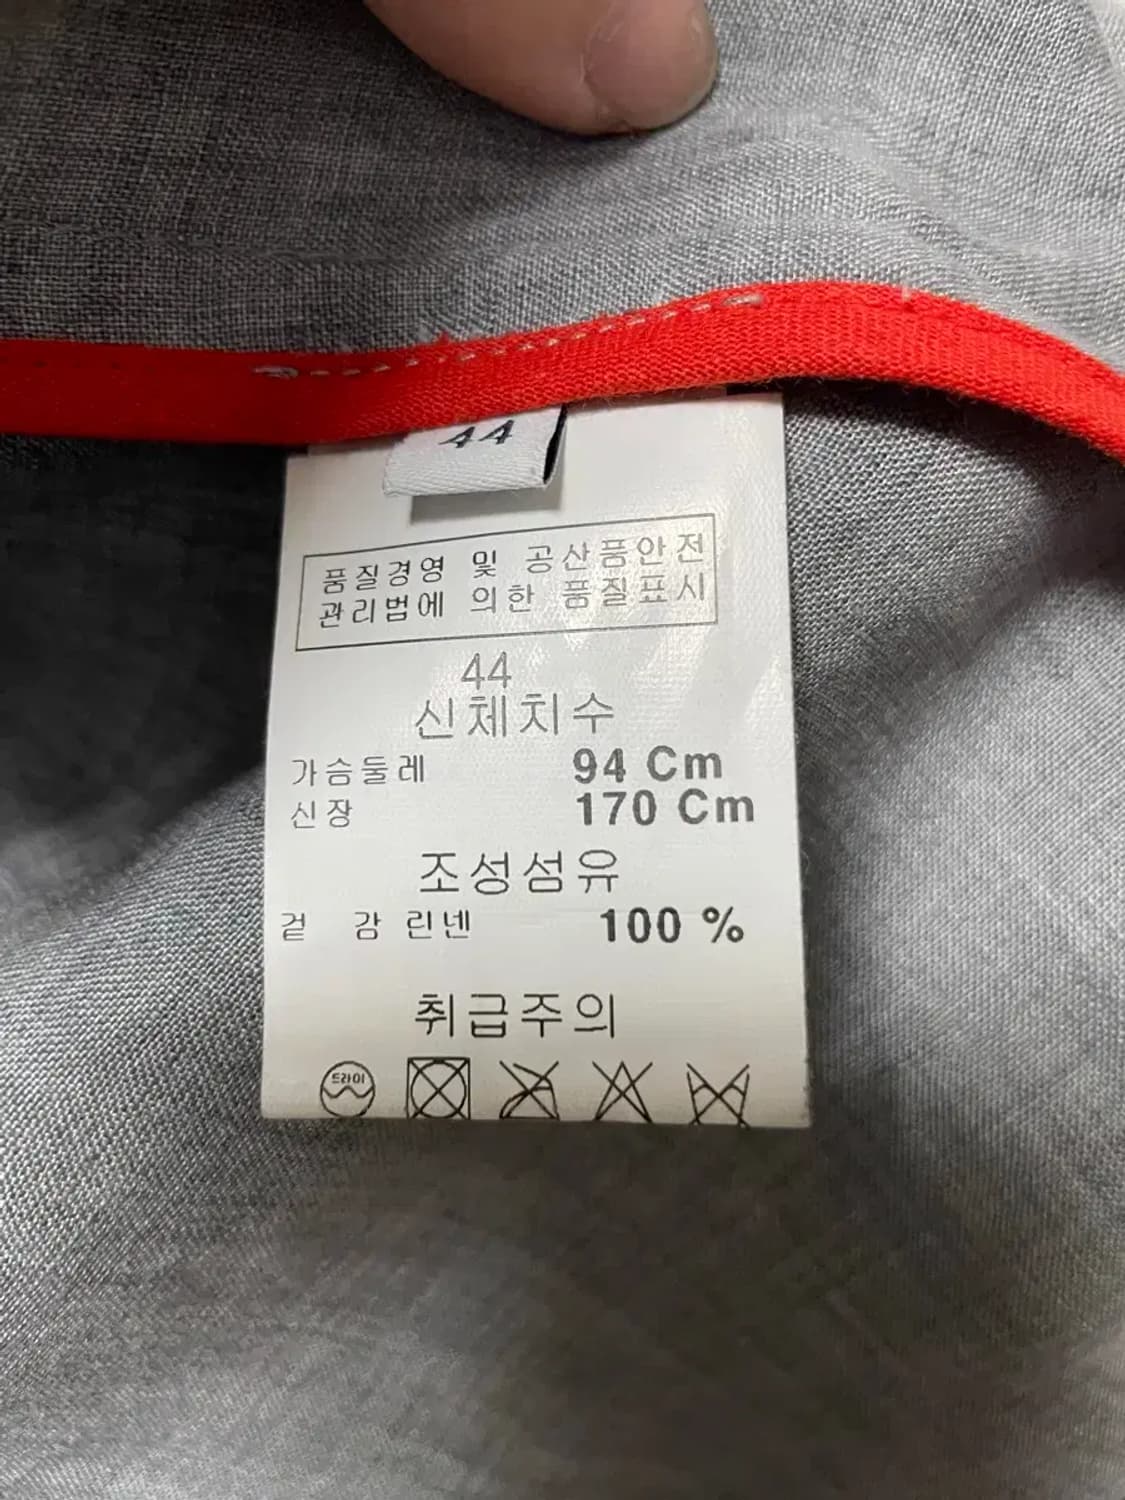 44
품질경영 및 공산품안전
관리법에 의한 품질표시
44
신체치수
가슴둘레 94 Cm
신장 170 Cm
조성섬유
겉 감 린넨 100 %
취급주의
드라이